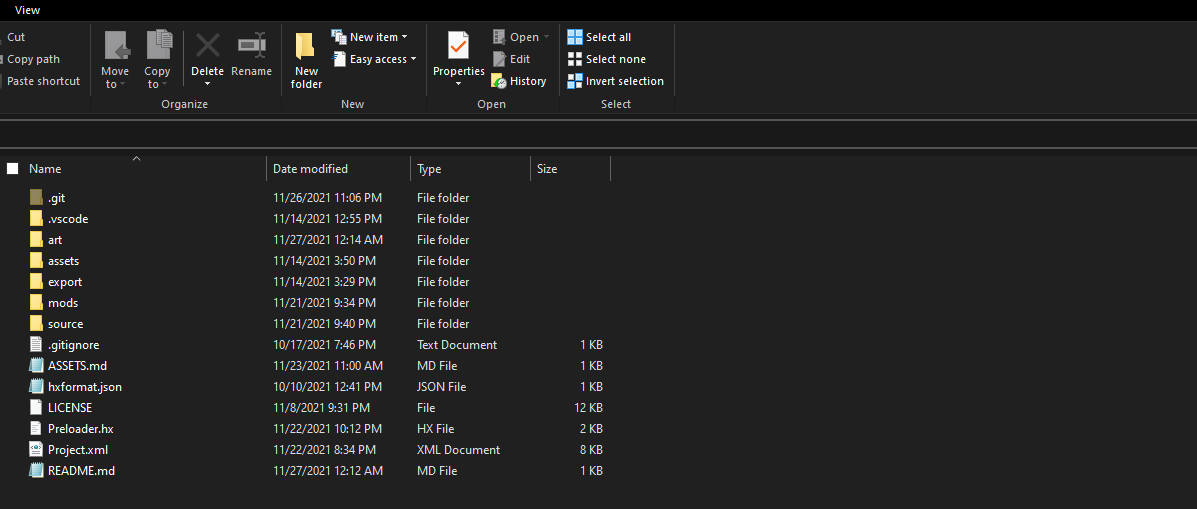 View
Cut
Copy path
Paste shortcut
Move to
Copy to
Delete
Rename
Organize
New folder
New item
Easy access
New
Properties
Open
Edit
History
Open
Select all
Select none
Invert selection
Select
Name Date modified Type Size
.git 11/26/2021 11:06 PM File folder
.vscode 11/14/2021 12:55 PM File folder
art 11/27/2021 12:14 AM File folder
assets 11/14/2021 3:50 PM File folder
export 11/14/2021 3:29 PM File folder
mods 11/21/2021 9:34 PM File folder
source 11/21/2021 9:40 PM File folder
.gitignore 10/17/2021 7:46 PM Text Document 1 KB
ASSETS.md 11/23/2021 11:00 AM MD File 1 KB
hxformat.json 10/10/2021 12:41 PM JSON File 1 KB
LICENSE 11/8/2021 9:31 PM File 12 KB
Preloader.hx 11/22/2021 10:12 PM HX File 2 KB
Project.xml 11/22/2021 8:34 PM XML Document 8 KB
README.md 11/27/2021 12:12 AM MD File 1 KB